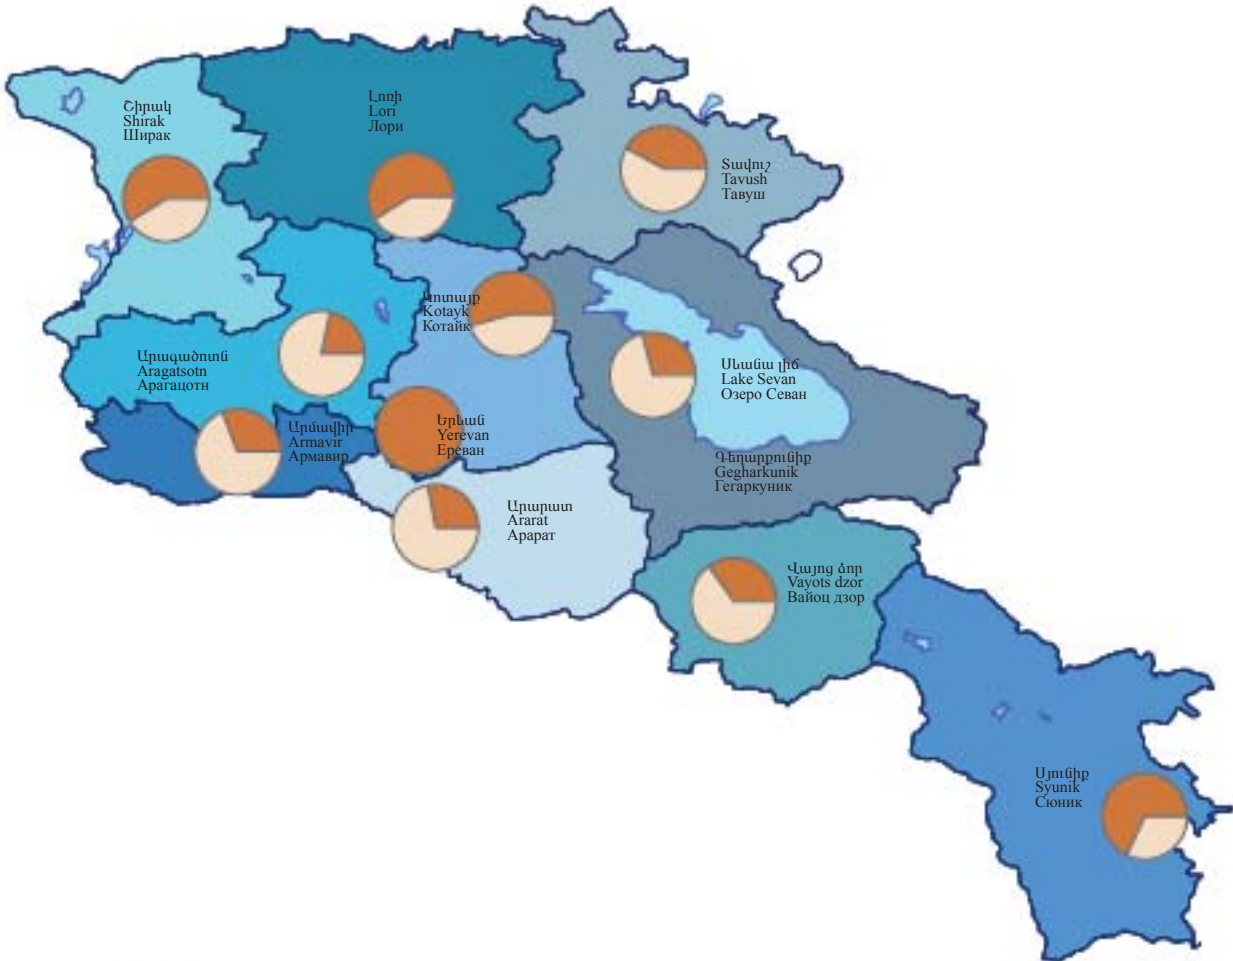 Շիրակ
Shirak
Ширак
Լոռի
Lori
Лори
Տավուշ
Tavush
Тавуш
Կոտայք
Kotayk
Котайк
Արագածոտն
Aragatsotn
Арагацотн
Սևանա լիճ
Lake Sevan
Озеро Севан
Արմավիր
Armavir
Армавир
Երևան
Yerevan
Ереван
Գեղարքունիք
Gegharkunik
Гегаркуник
Արարատ
Ararat
Арарат
Վայոց ձոր
Vayots dzor
Вайоц дзор
Սյունիք
Syunik
Сюник